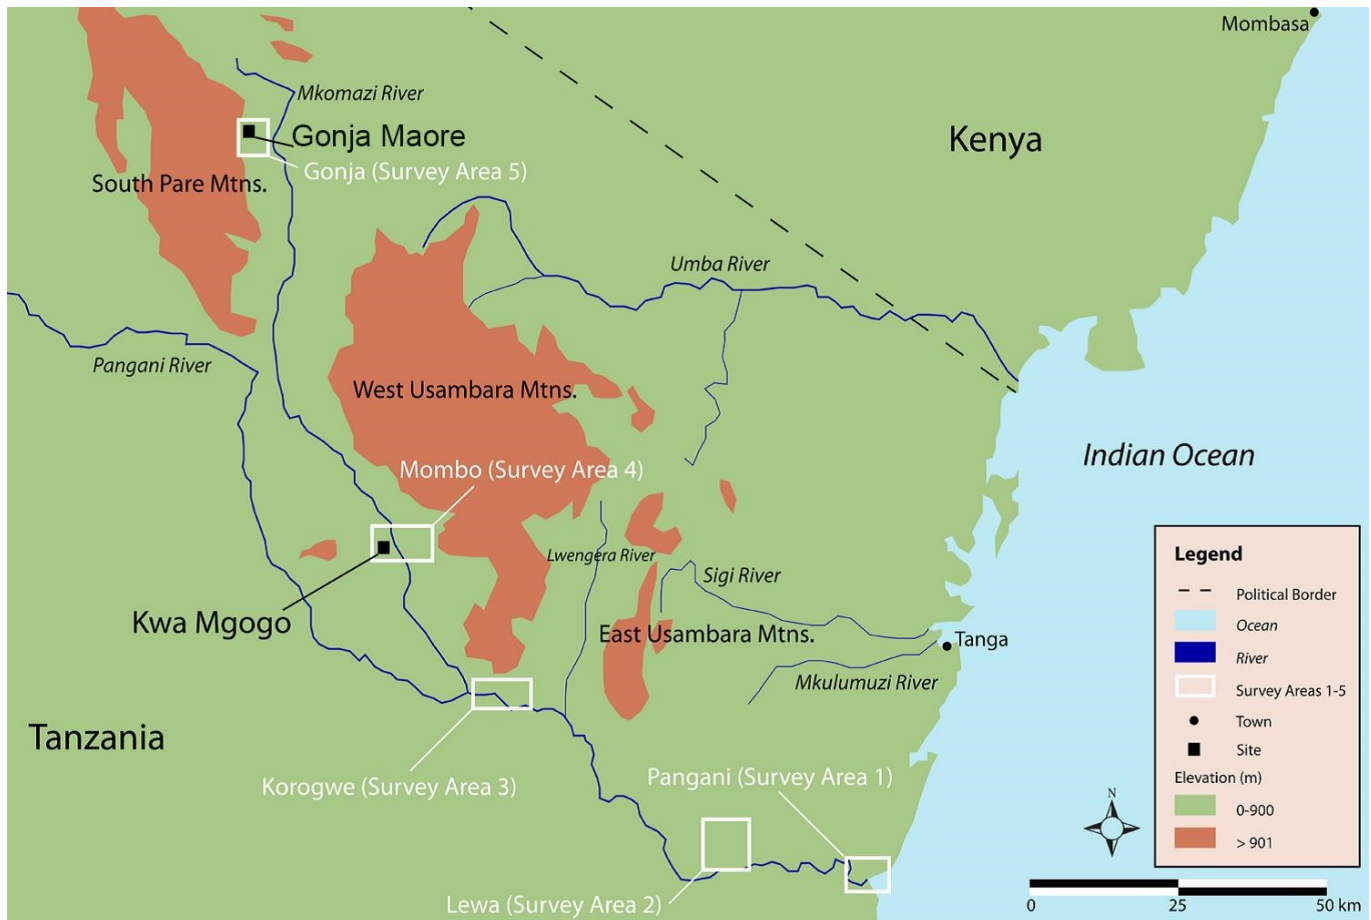 Mombasa
Mkomazi River
Gonja Maore
Kenya
Gonja (Survey Area 5)
South Pare Mtns.
Umba River
Pangani River
West Usambara Mtns.
Indian Ocean
Mombo (Survey Area 4)
Lwengera River
Sigi River
Kwa Mgogo
East Usambara Mtns.
Tanga
Mkulumuzi River
Tanzania
Korogwe (Survey Area 3)
Pangani (Survey Area 1)
Lewa (Survey Area 2)
Legend
Political Border
Ocean
River
Survey Areas 1-5
Town
Site
Elevation (m)
0-900
> 901
N
0 25 50 km